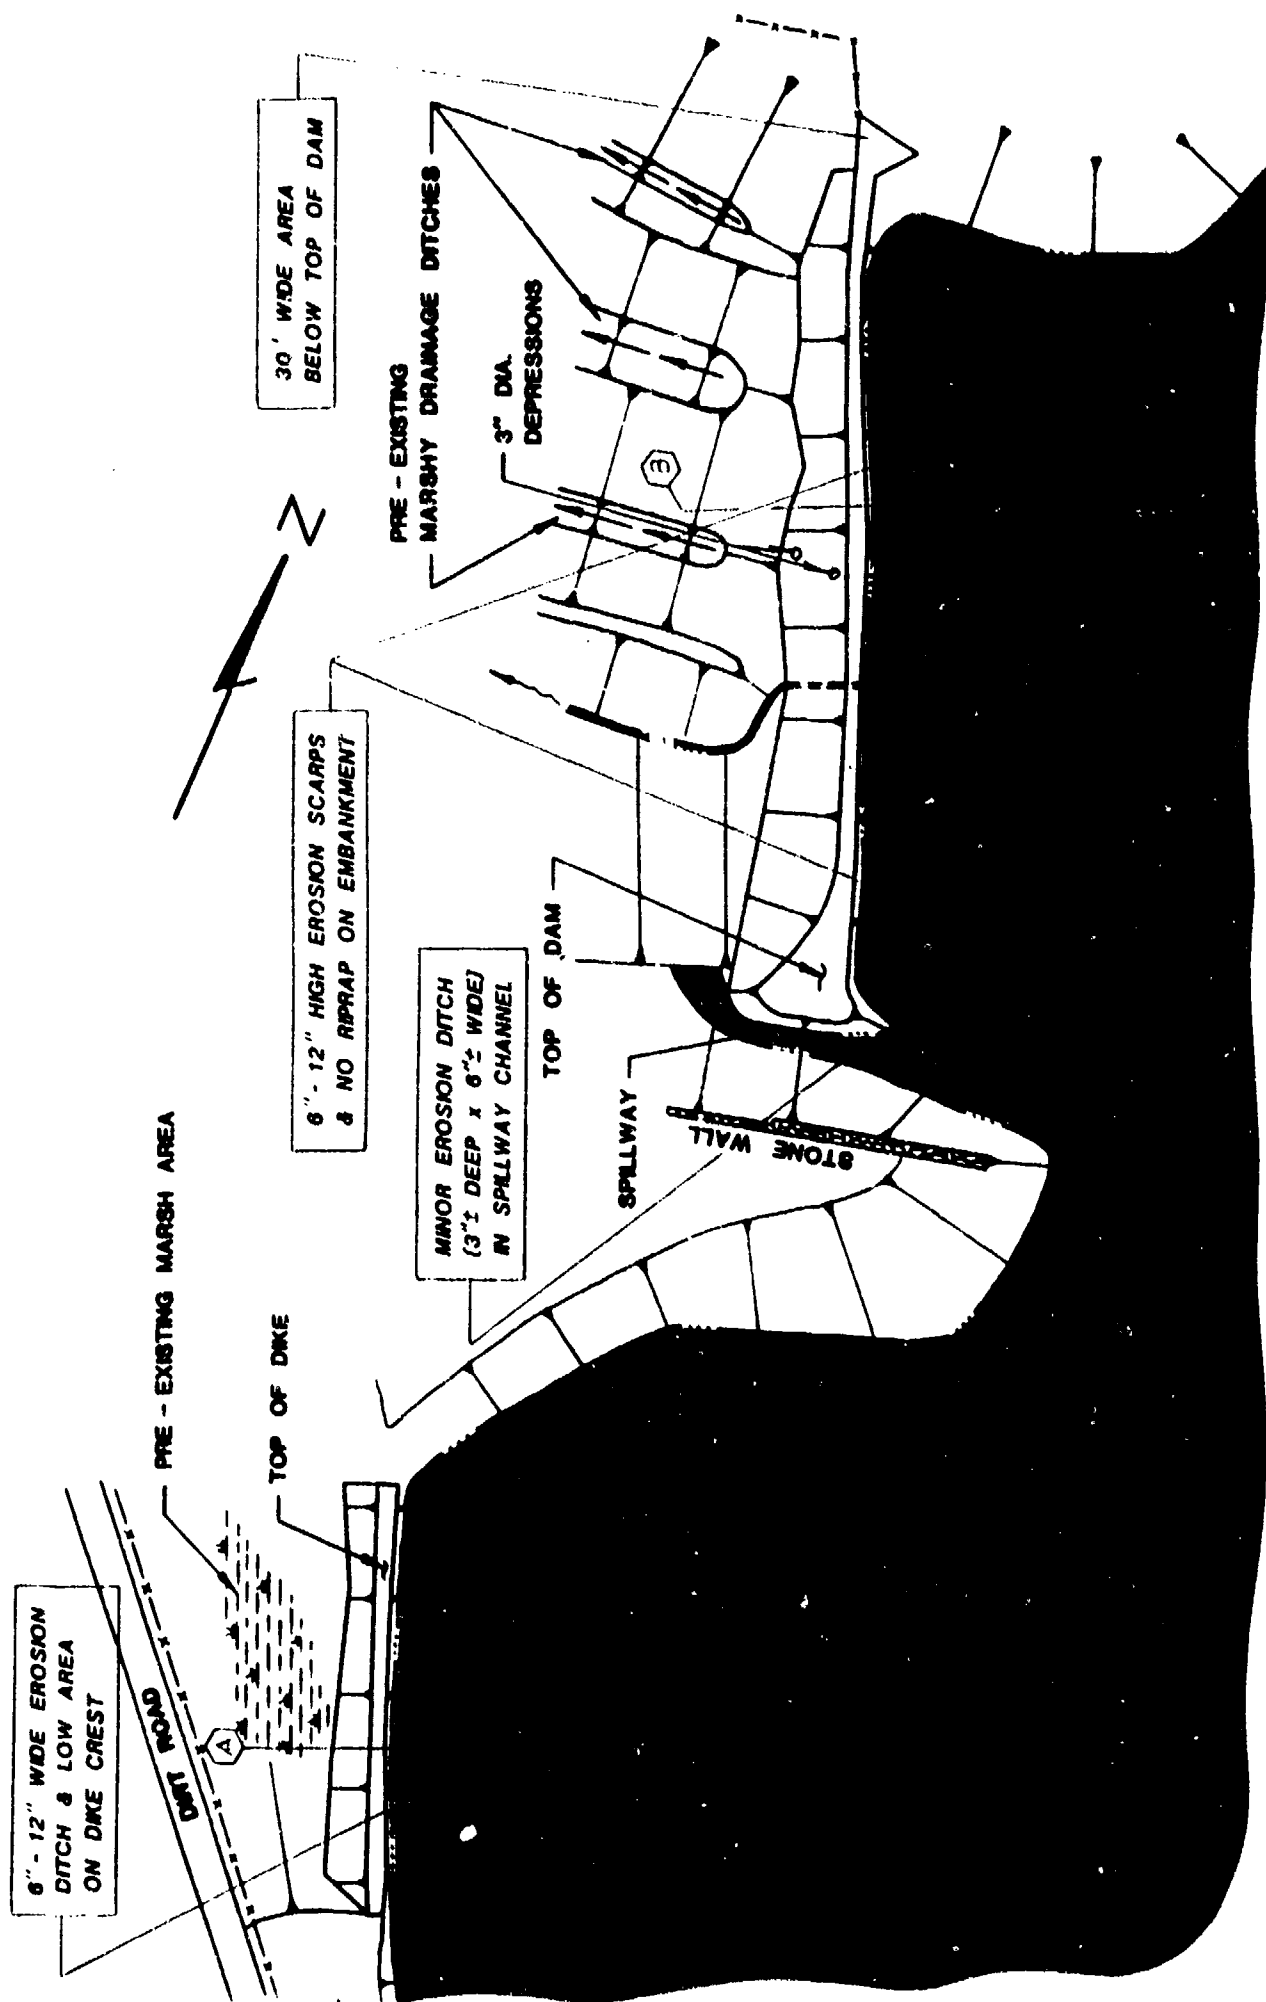 6"- 12" WIDE EROSION
DITCH & LOW AREA
ON DIKE CREST
DIRT ROAD
A
PRE - EXISTING MARSH AREA
TOP OF DIKE
6"- 12" HIGH EROSION SCARPS
& NO RIPRAP ON EMBANKMENT
MINOR EROSION DITCH
(3"± DEEP x 6"± WIDE)
IN SPILLWAY CHANNEL
TOP OF DAM
SPILLWAY
STONE WALL
30' WIDE AREA
BELOW TOP OF DAM
N
PRE - EXISTING
MARSHY DRAINAGE DITCHES
3" DIA.
DEPRESSIONS
B